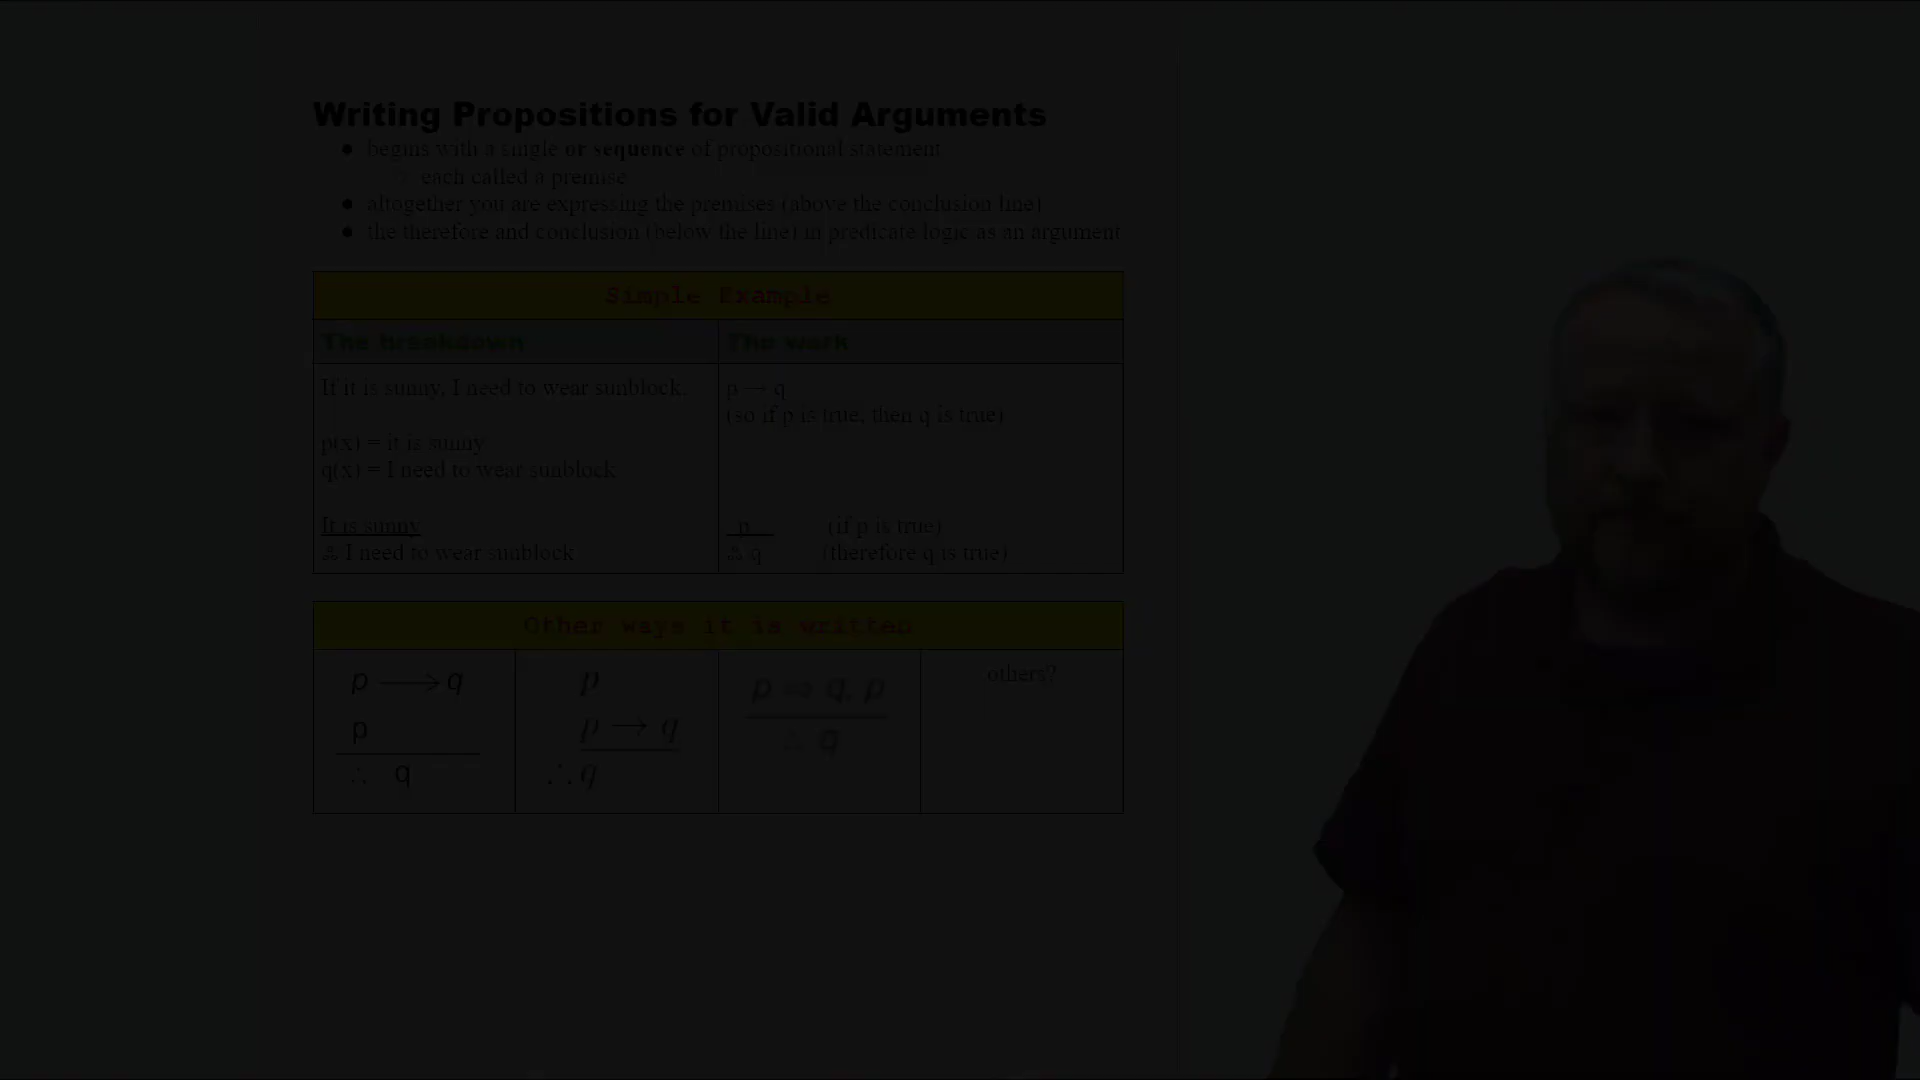 Writing Propositions for Valid Arguments
● begins with a single or sequence of propositional statement
○ each called a premise
● altogether you are expressing the premises (above the conclusion line)
● the therefore and conclusion (below the line) in predicate logic as an argument
Simple Example
The breakdown
The work
If it is sunny, I need to wear sunblock.
p(x) = it is sunny
q(x) = I need to wear sunblock
It is sunny
∴ I need to wear sunblock
p → q
(so if p is true, then q is true)
p (if p is true)
∴ q (therefore q is true)
Other ways it is written
p ⟶ q
p
∴ q
p
p → q
∴ q
p ⇒ q, p
∴ q
others?